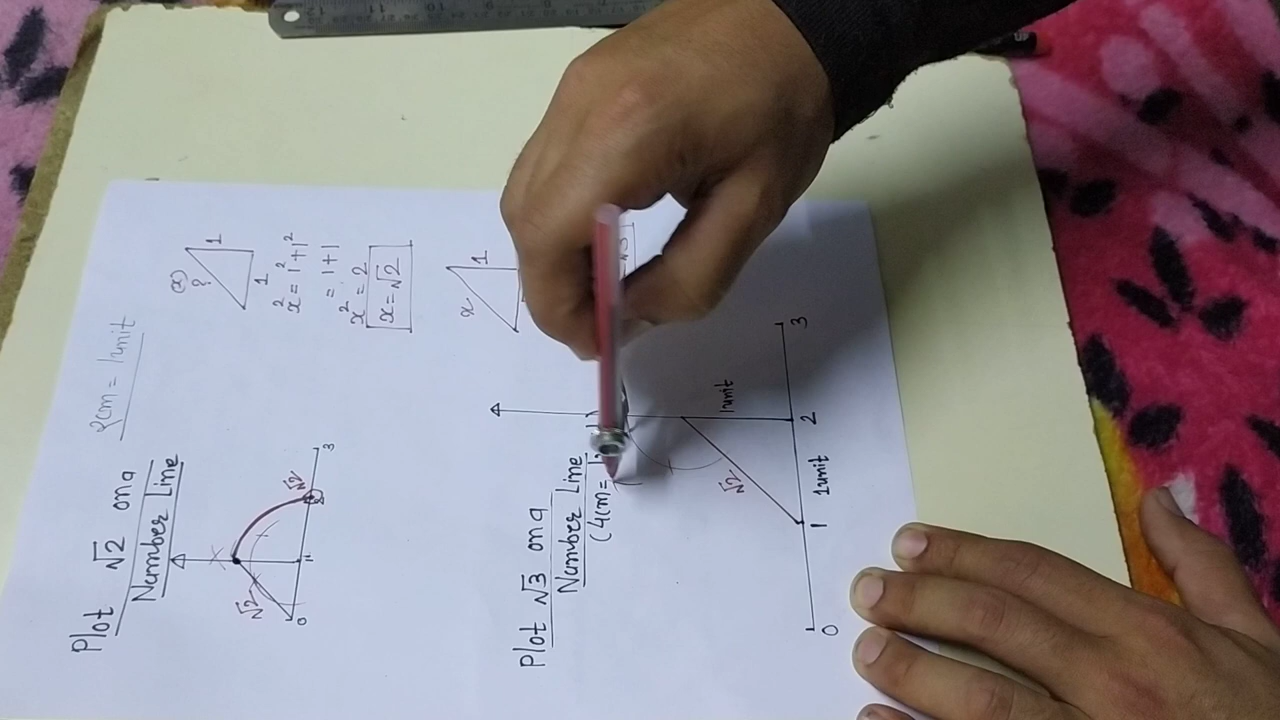 Plot √2 on a
Number Line
2cm = 1unit
(x)
?
1
1
x² = 1² + 1²
= 1 + 1
x² = 2
x = √2
√2
√2
0
1
3
Plot √3 on a
Number Line
(4cm =
x
1
√3
√2
1unit
1unit
0
1
2
3